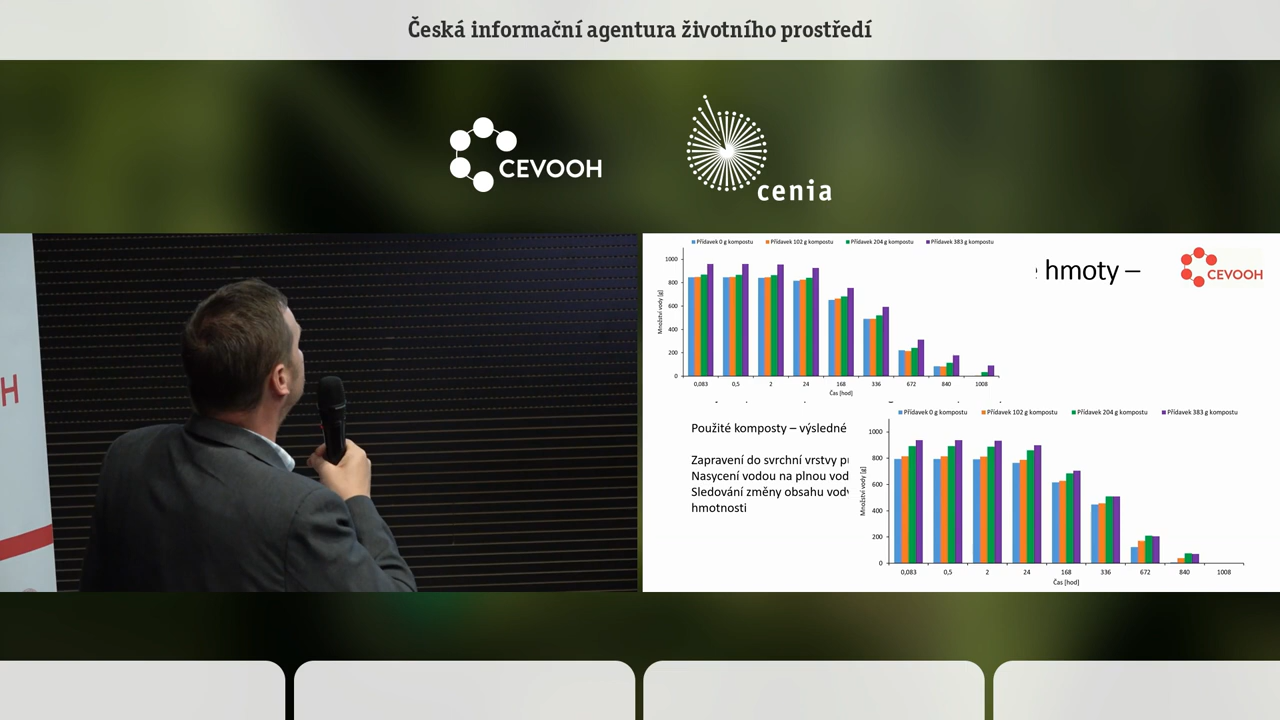 Česká informační agentura životního prostředí
CEVOOH
cenia
H
Přídavek 0 g kompostu Přídavek 102 g kompostu Přídavek 204 g kompostu Přídavek 383 g kompostu
hmoty –
CEVOOH
Množství vody [g]
1000
800
600
400
200
0
0,083 0,5 2 24 168 336 672 840 1008
Čas [hod]
Použité komposty – výsledné
Zapravení do svrchní vrstvy
Nasycení vodou na plnou
Sledování změny obsahu
hmotnosti
Přídavek 0 g kompostu Přídavek 102 g kompostu Přídavek 204 g kompostu Přídavek 383 g kompostu
Množství vody [g]
1000
800
600
400
200
0
0,083 0,5 2 24 168 336 672 840 1008
Čas [hod]